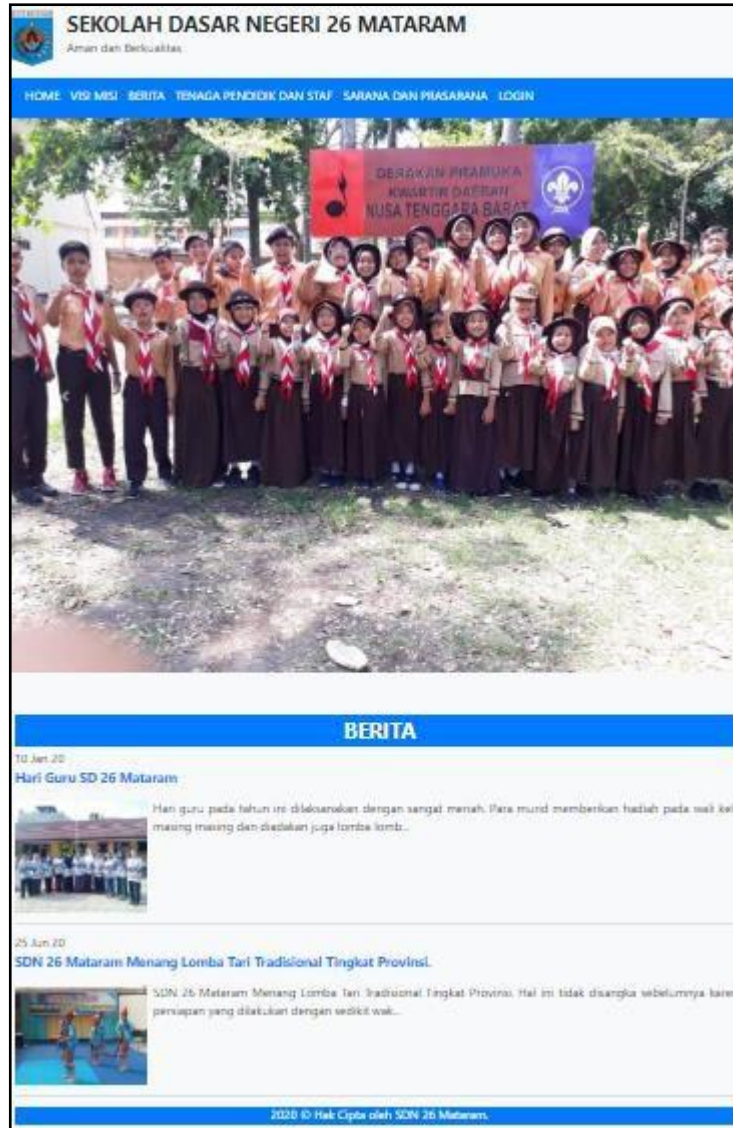 SEKOLAH DASAR NEGERI 26 MATARAM
Aman dan Berkualitas
HOME VISI MISI BERITA TENAGA PENDIDIK DAN STAF SARANA DAN PRASARANA LOGIN
GERAKAN PRAMUKA
KWARTIR DAERAH
NUSA TENGGARA BARAT
BERITA
10 Jan 20
Hari Guru SD 26 Mataram
Hari guru pada tahun ini dilaksanakan dengan sangat meriah. Para murid memberikan hadiah pada wali kel
masing masing dan diadakan juga lomba lomb...
25 Jun 20
SDN 26 Mataram Menang Lomba Tari Tradisional Tingkat Provinsi.
SDN 26 Mataram Menang Lomba Tari Tradisional Tingkat Provinsi. Hal ini tidak disangka sebelumnya kare
persiapan yang dilakukan dengan sedikit wak...
2020 © Hak Cipta oleh SDN 26 Mataram.